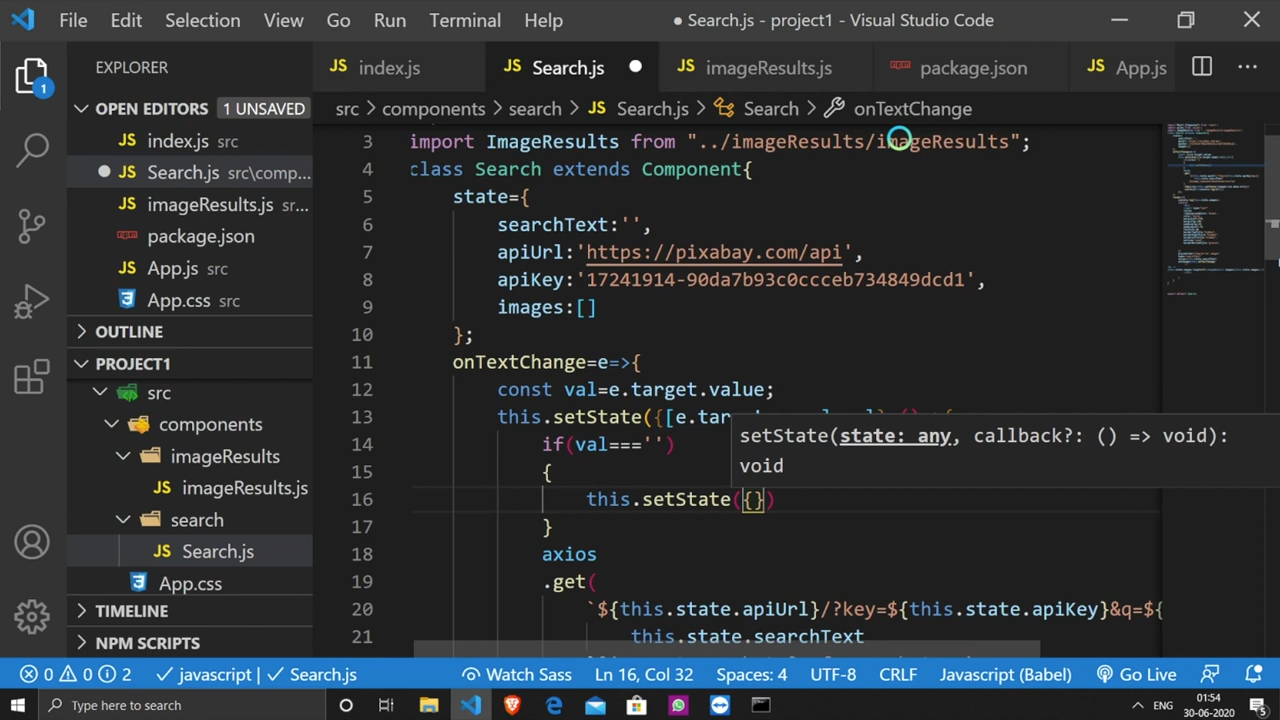 File Edit Selection View Go Run Terminal Help ● Search.js - project1 - Visual Studio Code
EXPLORER
JS index.js JS Search.js ● JS imageResults.js package.json JS App.js ···
OPEN EDITORS 1 UNSAVED
JS index.js src
● JS Search.js src\comp...
JS imageResults.js sr...
package.json
JS App.js src
App.css src
OUTLINE
PROJECT1
src
components
imageResults
JS imageResults.js
search
JS Search.js
App.css
TIMELINE
NPM SCRIPTS
1
src > components > search > JS Search.js > Search > onTextChange
3 import ImageResults from "../imageResults/imageResults";
4 class Search extends Component{
5 state={
6 searchText:'',
7 apiUrl:'https://pixabay.com/api',
8 apiKey:'17241914-90da7b93c0ccceb734849dcd1',
9 images:[]
10 };
11 onTextChange=e=>{
12 const val=e.target.value;
13 this.setState({[e.tar
14 if(val==='')
15 {
16 this.setState({})
17 }
18 axios
19 .get(
20 `${this.state.apiUrl}/?key=${this.state.apiKey}&q=${
21 this.state.searchText
setState(state: any, callback?: () => void):
void
0 0 2 javascript | Search.js Watch Sass Ln 16, Col 32 Spaces: 4 UTF-8 CRLF Javascript (Babel) Go Live
Type here to search ENG 01:54
30-06-2020 5